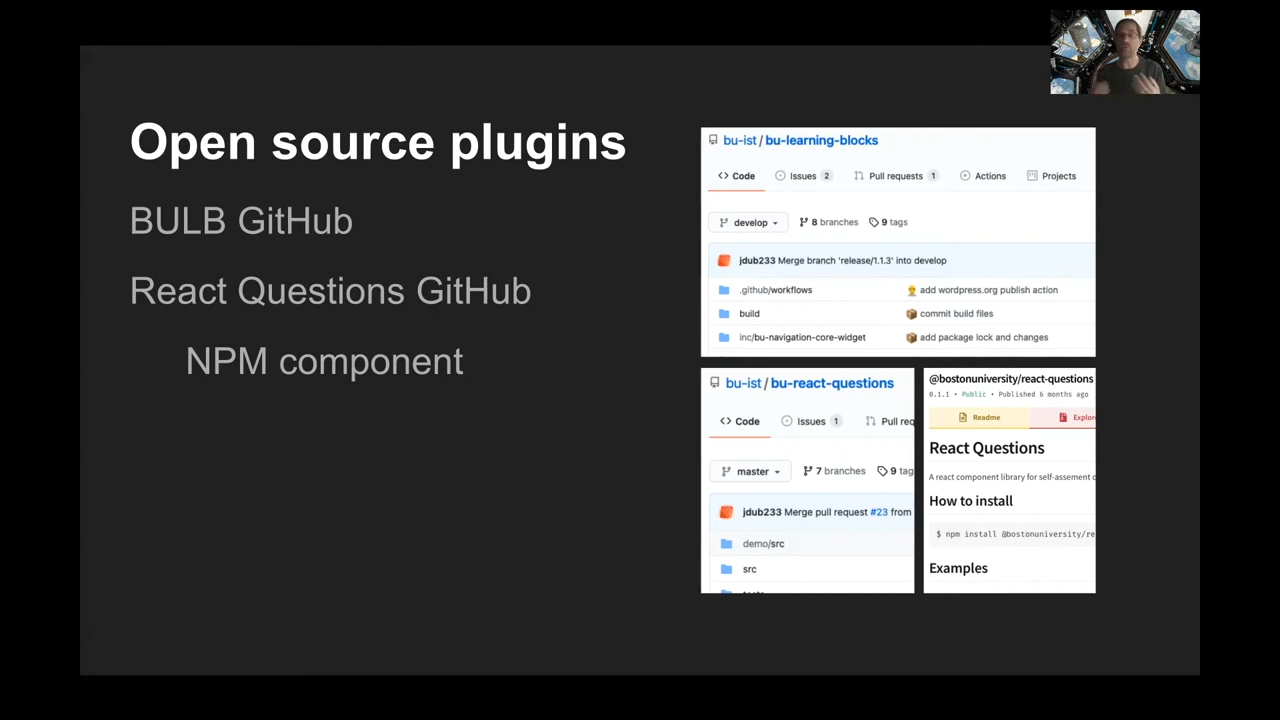 Open source plugins
BULB GitHub
React Questions GitHub
NPM component
bu-ist / bu-learning-blocks
Code Issues 2 Pull requests 1 Actions Projects
develop 8 branches 9 tags
jdub233 Merge branch 'release/1.1.3' into develop
.github/workflows add wordpress.org publish action
build commit build files
inc/bu-navigation-core-widget add package lock and changes
bu-ist / bu-react-questions
Code Issues 1 Pull req
master 7 branches 9 tag
jdub233 Merge pull request #23 from
demo/src
src
@bostonuniversity/react-questions
0.1.1 • Public • Published 6 months ago
Readme Explor
React Questions
A react component library for self-assement
How to install
$ npm install @bostonuniversity/re
Examples